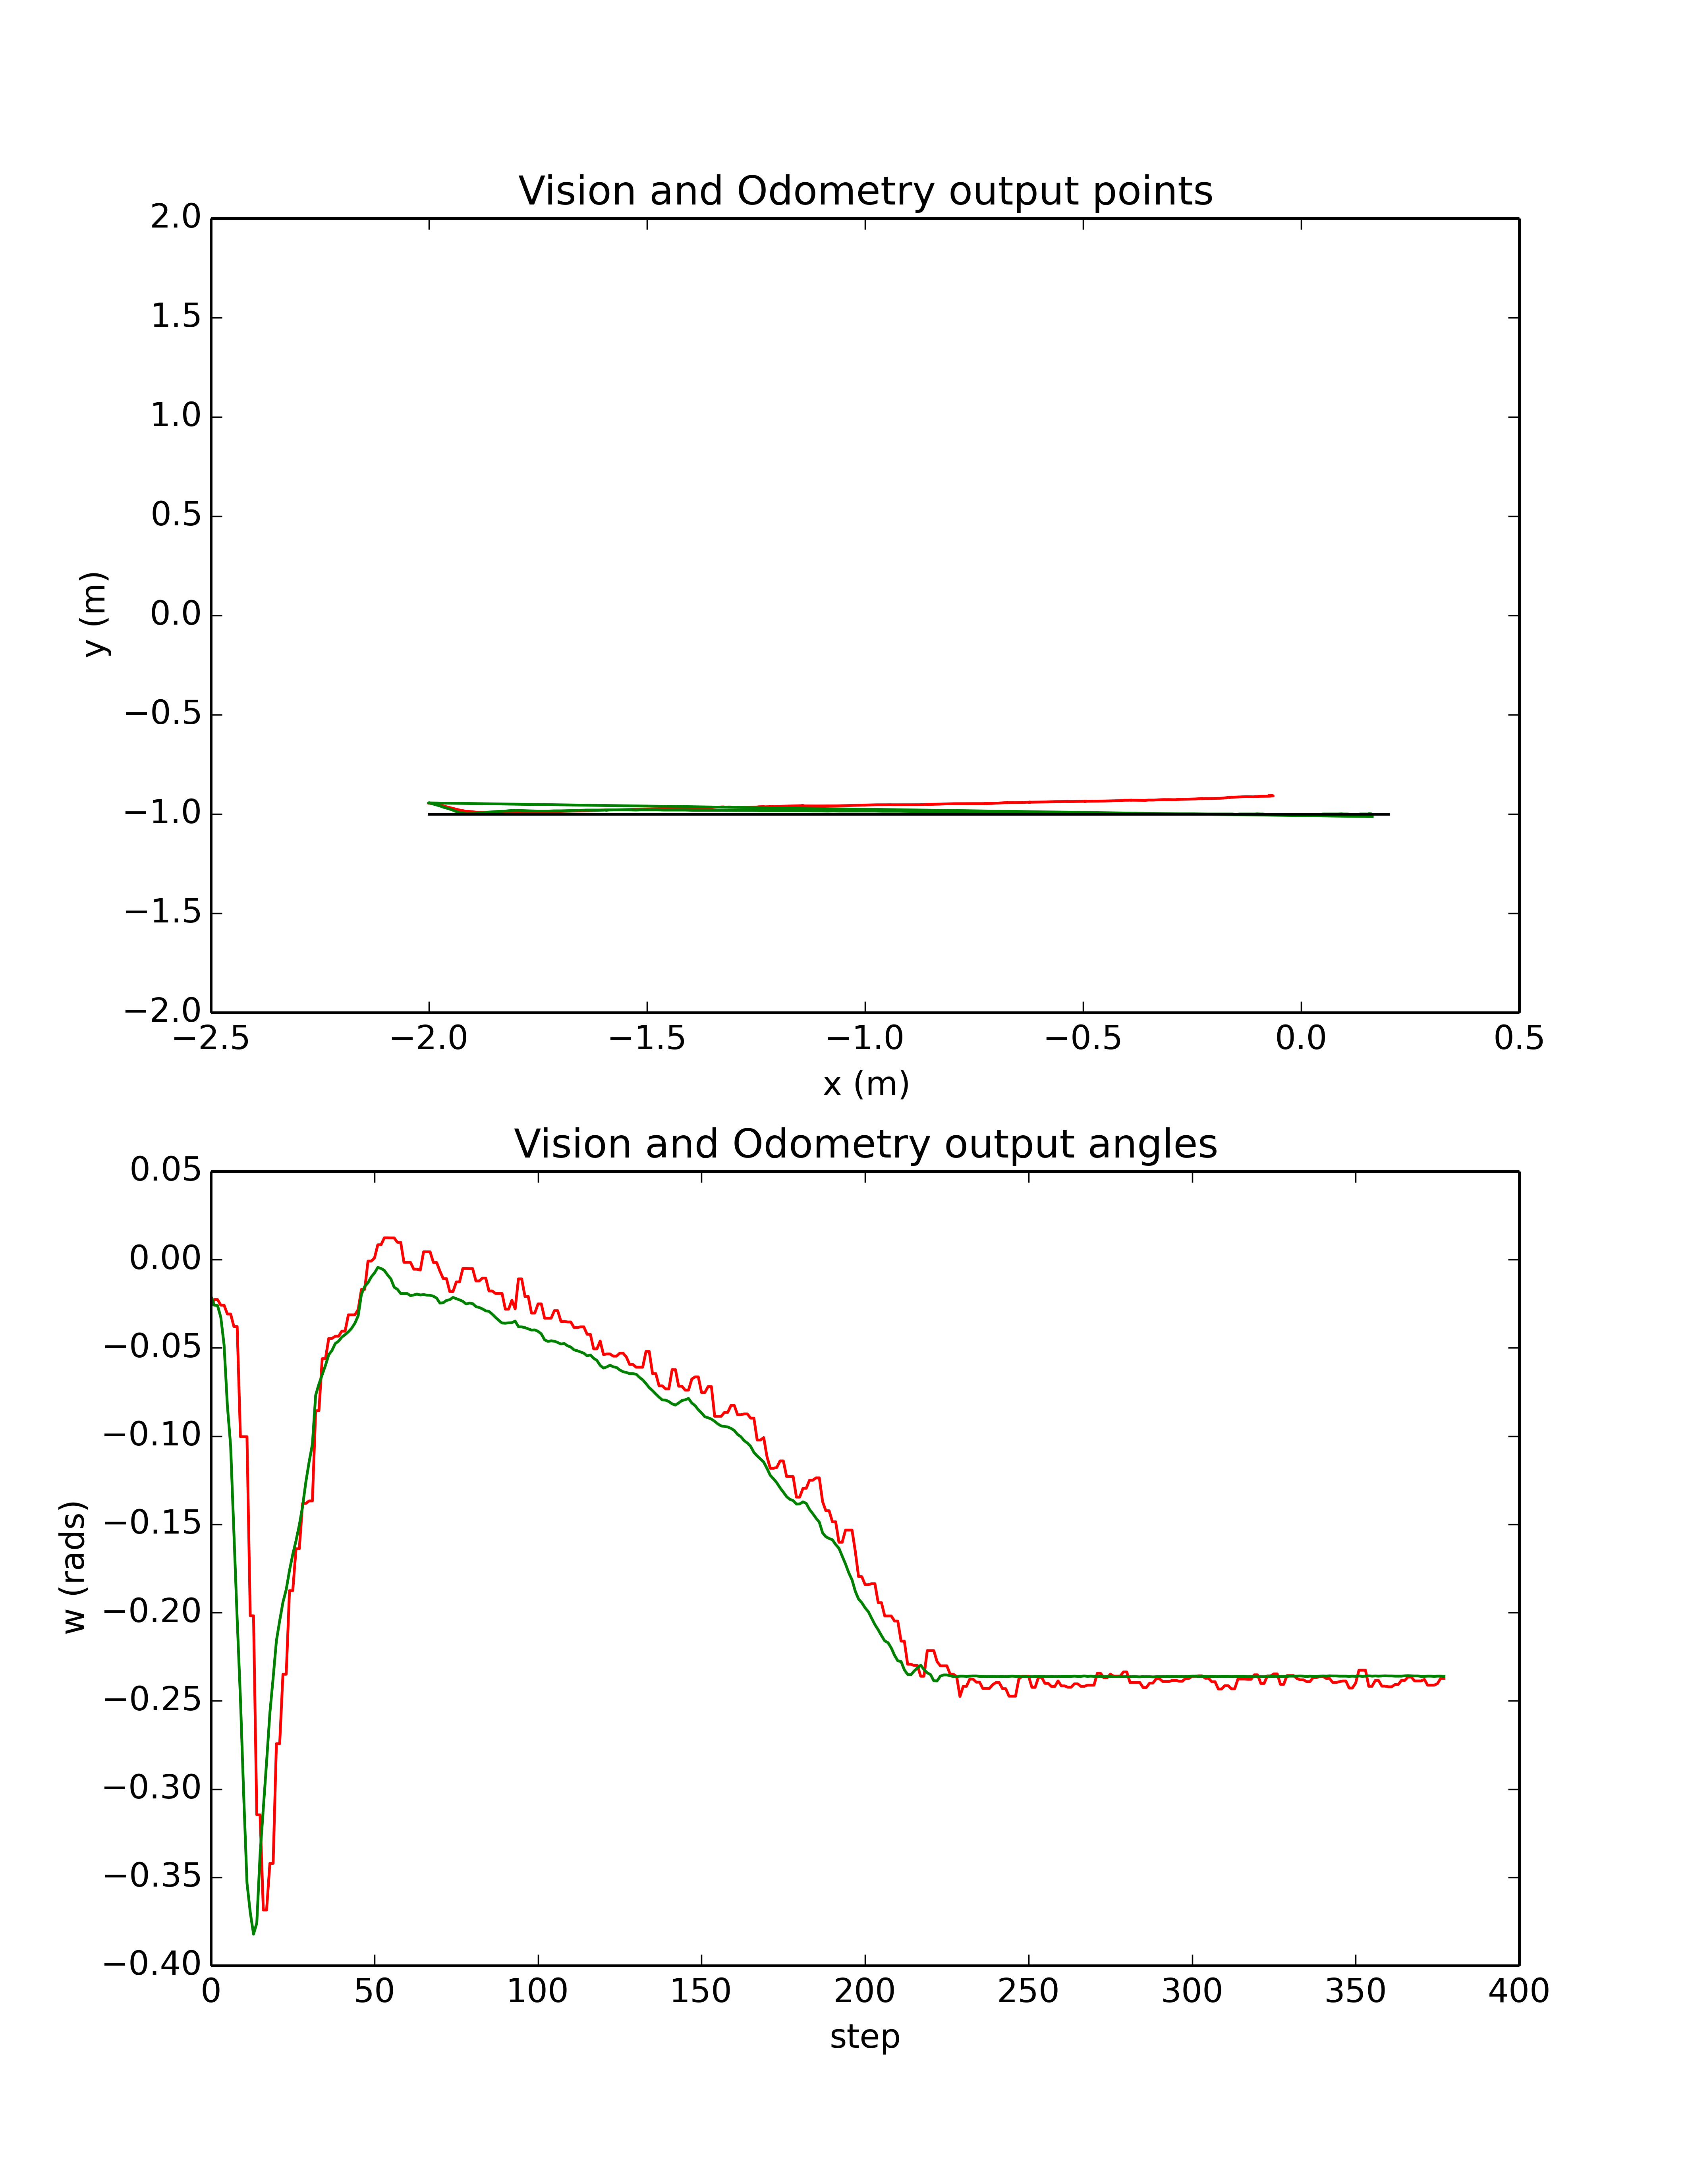 Vision and Odometry output points
2.0
1.5
1.0
0.5
0.0
−0.5
−1.0
−1.5
−2.0
y (m)
−2.5 −2.0 −1.5 −1.0 −0.5 0.0 0.5
x (m)
Vision and Odometry output angles
0.05
0.00
−0.05
−0.10
−0.15
−0.20
−0.25
−0.30
−0.35
−0.40
w (rads)
0 50 100 150 200 250 300 350 400
step